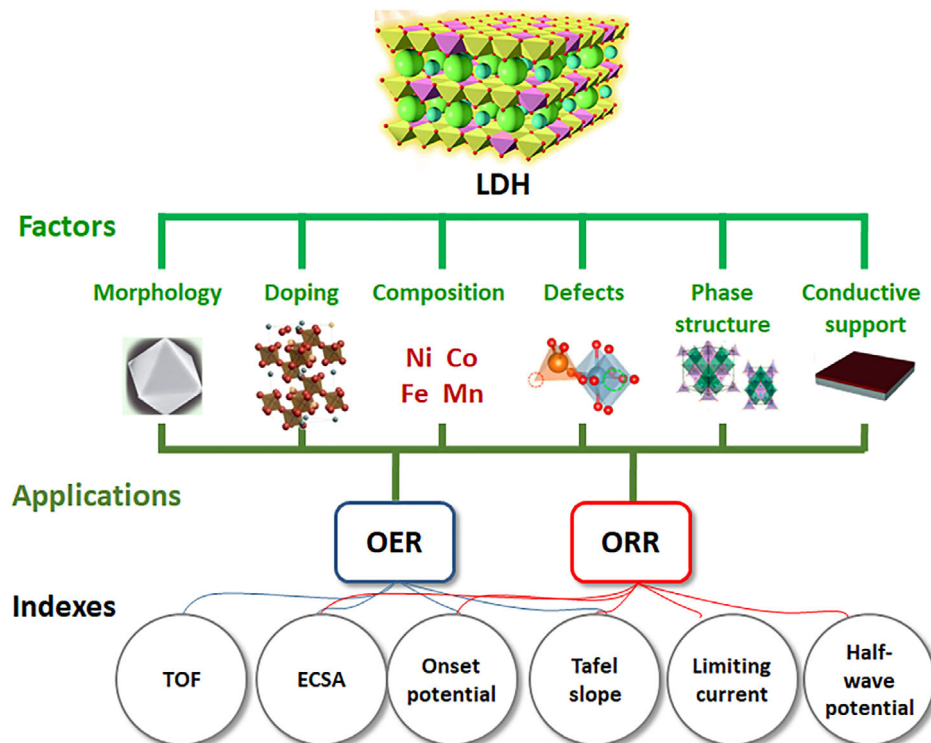 LDH
Factors
Morphology
Doping
Composition
Defects
Phase
structure
Conductive
support
Ni Co
Fe Mn
Applications
OER
ORR
Indexes
TOF
ECSA
Onset
potential
Tafel
slope
Limiting
current
Half-
wave
potential